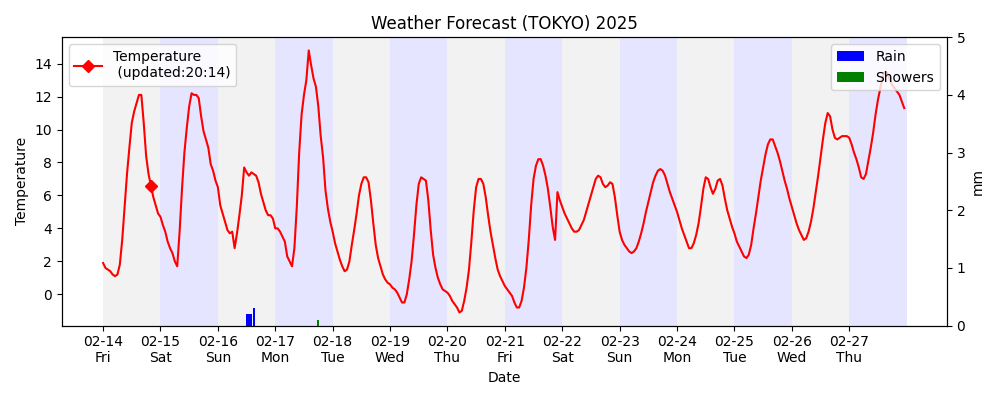 Weather Forecast (TOKYO) 2025
Temperature
(updated:20:14)
Rain
Showers
Temperature
14
12
10
8
6
4
2
0
5
4
3
2
1
0
mm
02-14 02-15 02-16 02-17 02-18 02-19 02-20 02-21 02-22 02-23 02-24 02-25 02-26 02-27
Fri Sat Sun Mon Tue Wed Thu Fri Sat Sun Mon Tue Wed Thu
Date